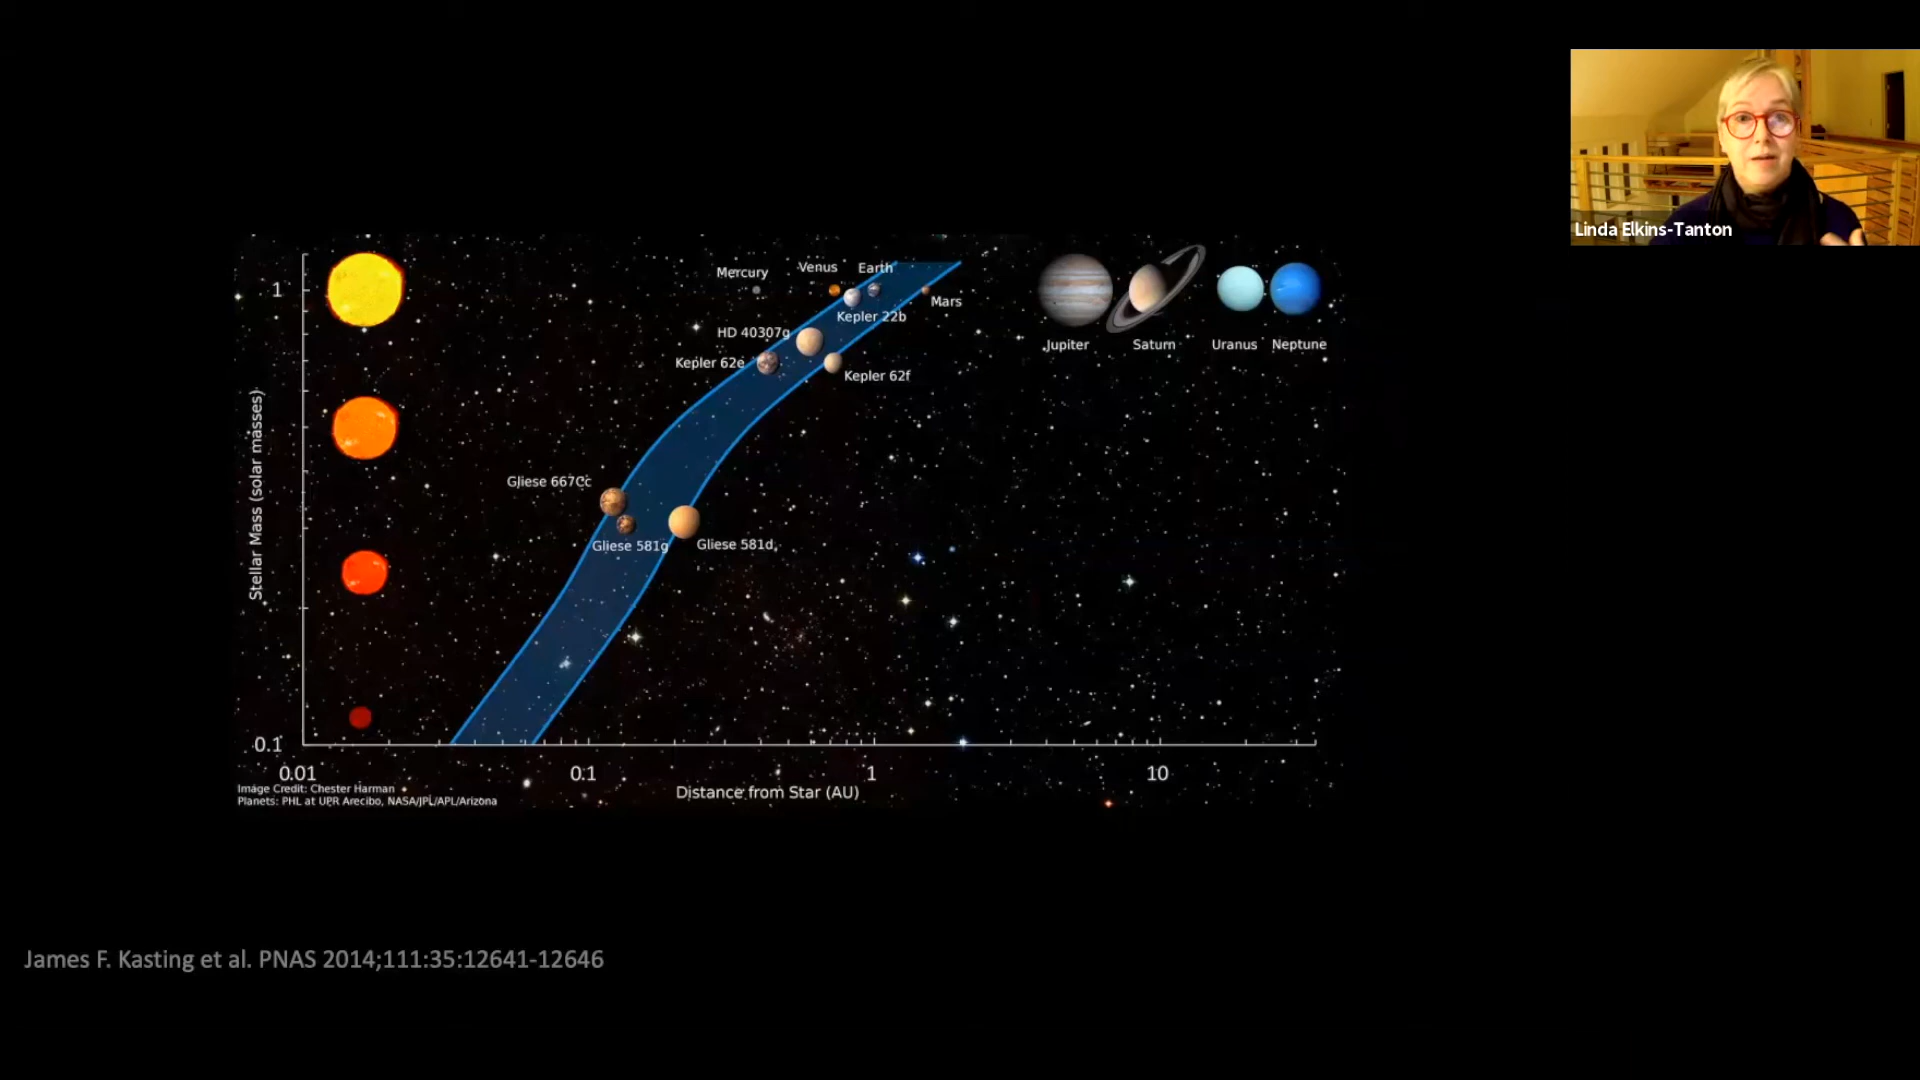 Linda Elkins-Tanton
Mercury
Venus
Earth
1
Mars
Kepler 22b
HD 40307g
Jupiter
Saturn
Uranus
Neptune
Kepler 62e
Kepler 62f
Stellar Mass (solar masses)
Gliese 667Cc
Gliese 581g
Gliese 581d
0.1
0.01
0.1
1
10
Distance from Star (AU)
Image Credit: Chester Harman
Planets: PHL at UPR Arecibo, NASA/JPL/APL/Arizona
James F. Kasting et al. PNAS 2014;111:35:12641-12646